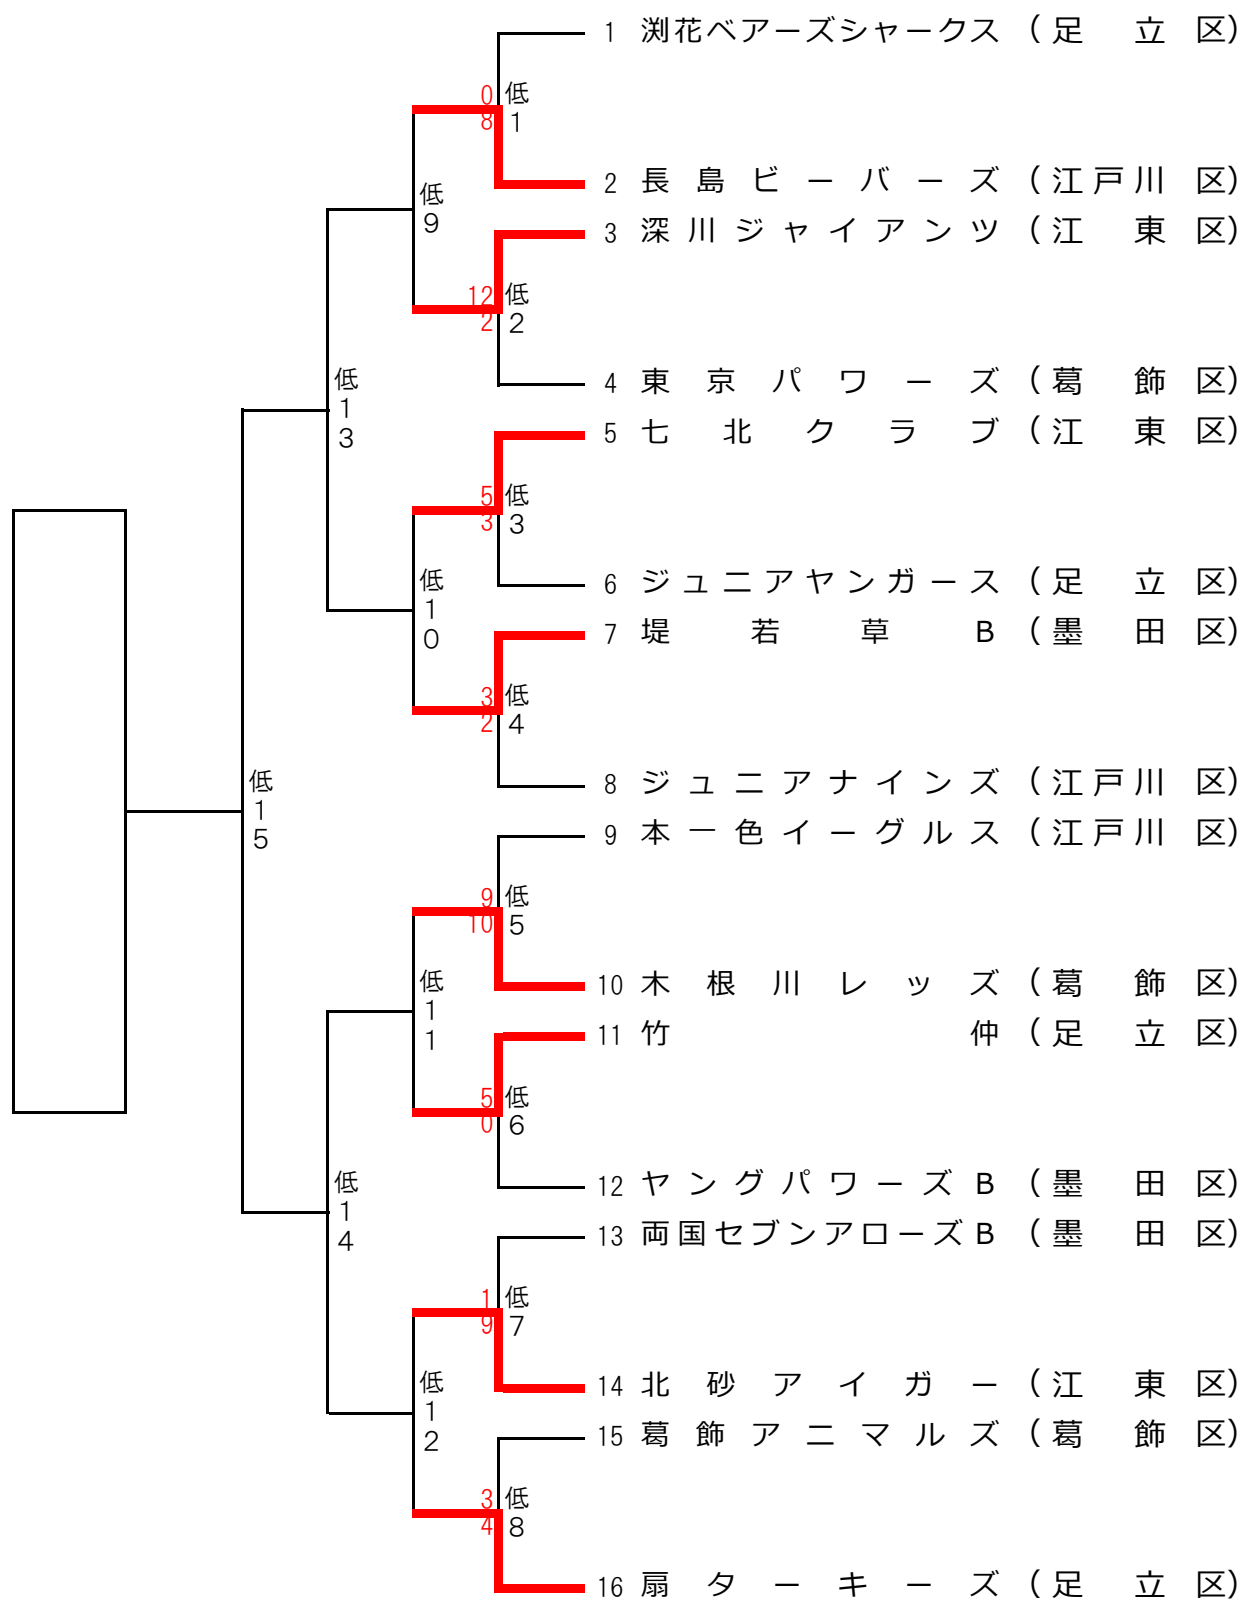 1 渕花ベアーズシャークス (足立区)
0
8
低1
2 長島ビーバーズ (江戸川区)
低9
3 深川ジャイアンツ (江東区)
12
2
低2
4 東京パワーズ (葛飾区)
低13
5 七北クラブ (江東区)
5
3
低3
6 ジュニアヤンガース (足立区)
低10
7 堤若草B (墨田区)
3
2
低4
8 ジュニアナインズ (江戸川区)
低15
9 本一色イーグルス (江戸川区)
9
10
低5
10 木根川レッズ (葛飾区)
低11
11 竹仲 (足立区)
5
0
低6
12 ヤングパワーズB (墨田区)
低14
13 両国セブンアローズB (墨田区)
1
9
低7
14 北砂アイガー (江東区)
低12
15 葛飾アニマルズ (葛飾区)
3
4
低8
16 扇ターキーズ (足立区)